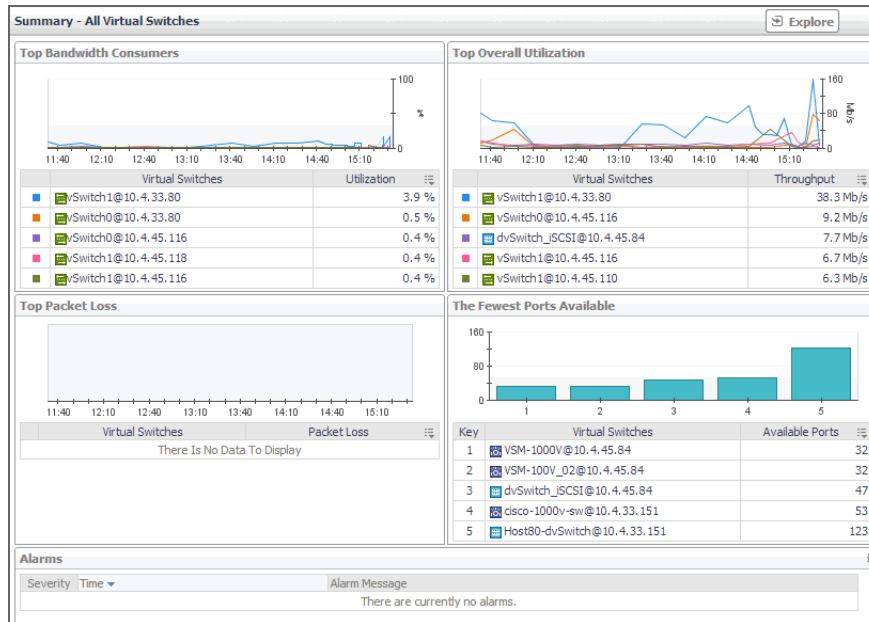 Summary - All Virtual Switches
Explore
Top Bandwidth Consumers
100
0
11:40 12:10 12:40 13:10 13:40 14:10 14:40 15:10
Virtual Switches Utilization
vSwitch1@10.4.33.80 3.9 %
vSwitch0@10.4.33.80 0.5 %
vSwitch0@10.4.45.116 0.4 %
vSwitch1@10.4.45.118 0.4 %
vSwitch1@10.4.45.116 0.4 %
Top Overall Utilization
160
80
0
Mb/s
11:40 12:10 12:40 13:10 13:40 14:10 14:40 15:10
Virtual Switches Throughput
vSwitch1@10.4.33.80 38.3 Mb/s
vSwitch0@10.4.45.116 9.2 Mb/s
dvSwitch_iSCSI@10.4.45.84 7.7 Mb/s
vSwitch1@10.4.45.116 6.7 Mb/s
vSwitch1@10.4.45.110 6.3 Mb/s
Top Packet Loss
11:40 12:10 12:40 13:10 13:40 14:10 14:40 15:10
Virtual Switches Packet Loss
There Is No Data To Display
The Fewest Ports Available
160
80
0
1 2 3 4 5
Key Virtual Switches Available Ports
1 VSM-1000V@10.4.45.84 32
2 VSM-100V_02@10.4.45.84 32
3 dvSwitch_iSCSI@10.4.45.84 47
4 cisco-1000v-sw@10.4.33.151 53
5 Host80-dvSwitch@10.4.33.151 123
Alarms
Severity Time Alarm Message
There are currently no alarms.